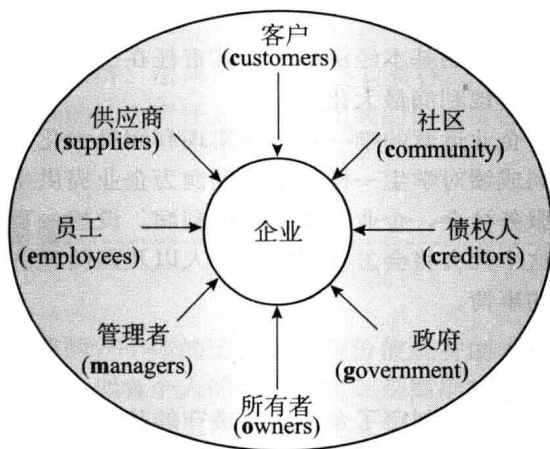 客户
(customers)
供应商
(suppliers)
社区
(community)
员工
(employees)
企业
债权人
(creditors)
管理者
(managers)
政府
(government)
所有者
(owners)